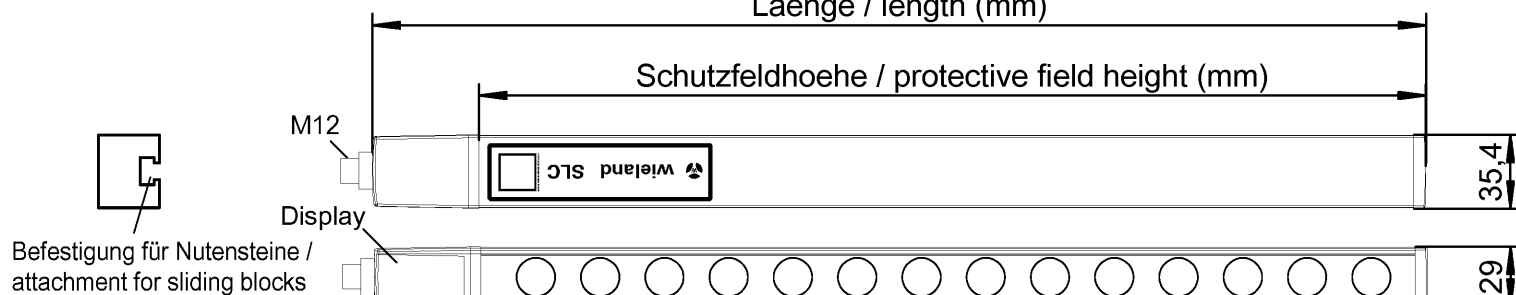 Laenge / length (mm)
Schutzfeldhoehe / protective field height (mm)
M12
wieland SLC
35,4
Display
Befestigung für Nutensteine /
attachment for sliding blocks
29